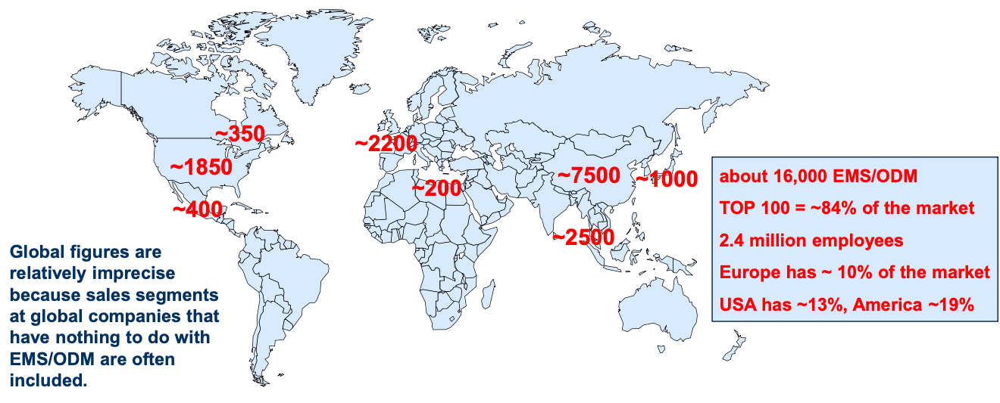 ~350
~1850
~400
~2200
~200
~7500
~1000
~2500
about 16,000 EMS/ODM
TOP 100 = ~84% of the market
2.4 million employees
Europe has ~ 10% of the market
USA has ~13%, America ~19%
Global figures are
relatively imprecise
because sales segments
at global companies that
have nothing to do with
EMS/ODM are often
included.